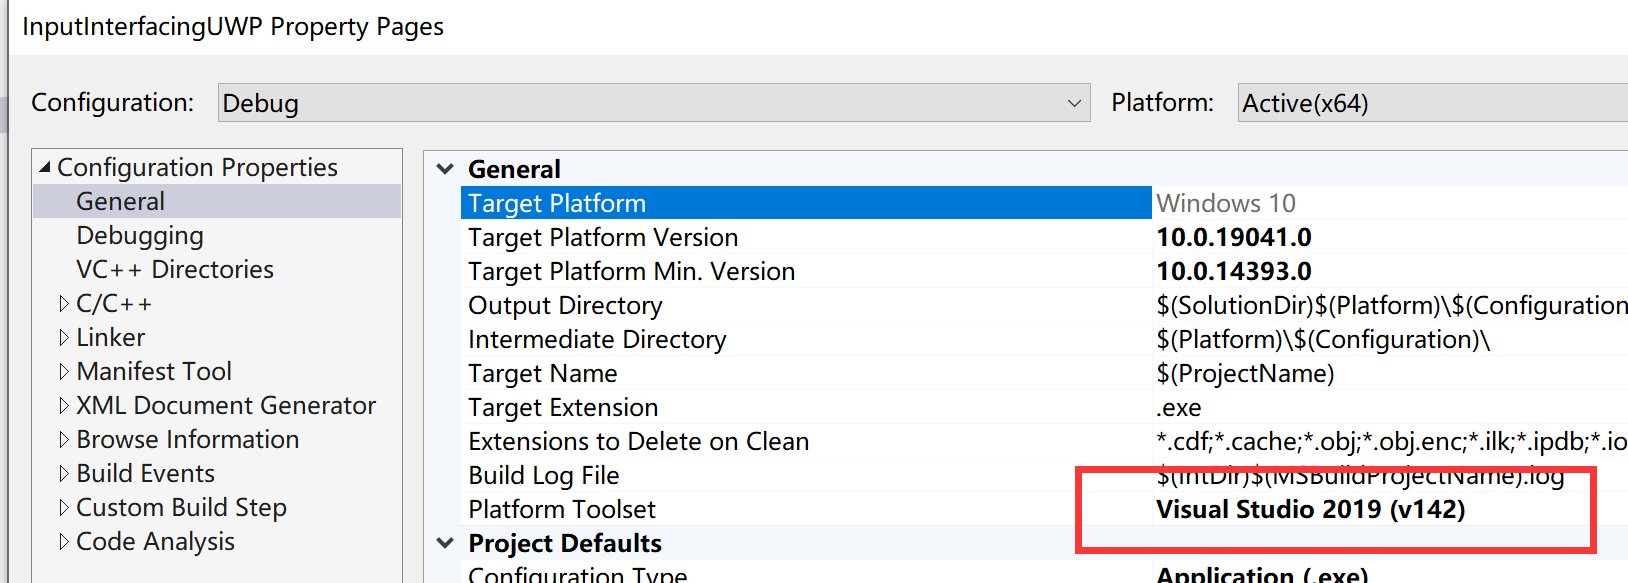 InputInterfacingUWP Property Pages
Configuration: Debug Platform: Active(x64)
Configuration Properties
General
Debugging
VC++ Directories
C/C++
Linker
Manifest Tool
XML Document Generator
Browse Information
Build Events
Custom Build Step
Code Analysis
General
Target Platform Windows 10
Target Platform Version 10.0.19041.0
Target Platform Min. Version 10.0.14393.0
Output Directory $(SolutionDir)$(Platform)\$(Configuration
Intermediate Directory $(Platform)\$(Configuration)\
Target Name $(ProjectName)
Target Extension .exe
Extensions to Delete on Clean *.cdf;*.cache;*.obj;*.obj.enc;*.ilk;*.ipdb;*.io
Build Log File $(IntDir)$(MSBuildProjectName).log
Platform Toolset Visual Studio 2019 (v142)
Project Defaults
Configuration Type Application (.exe)